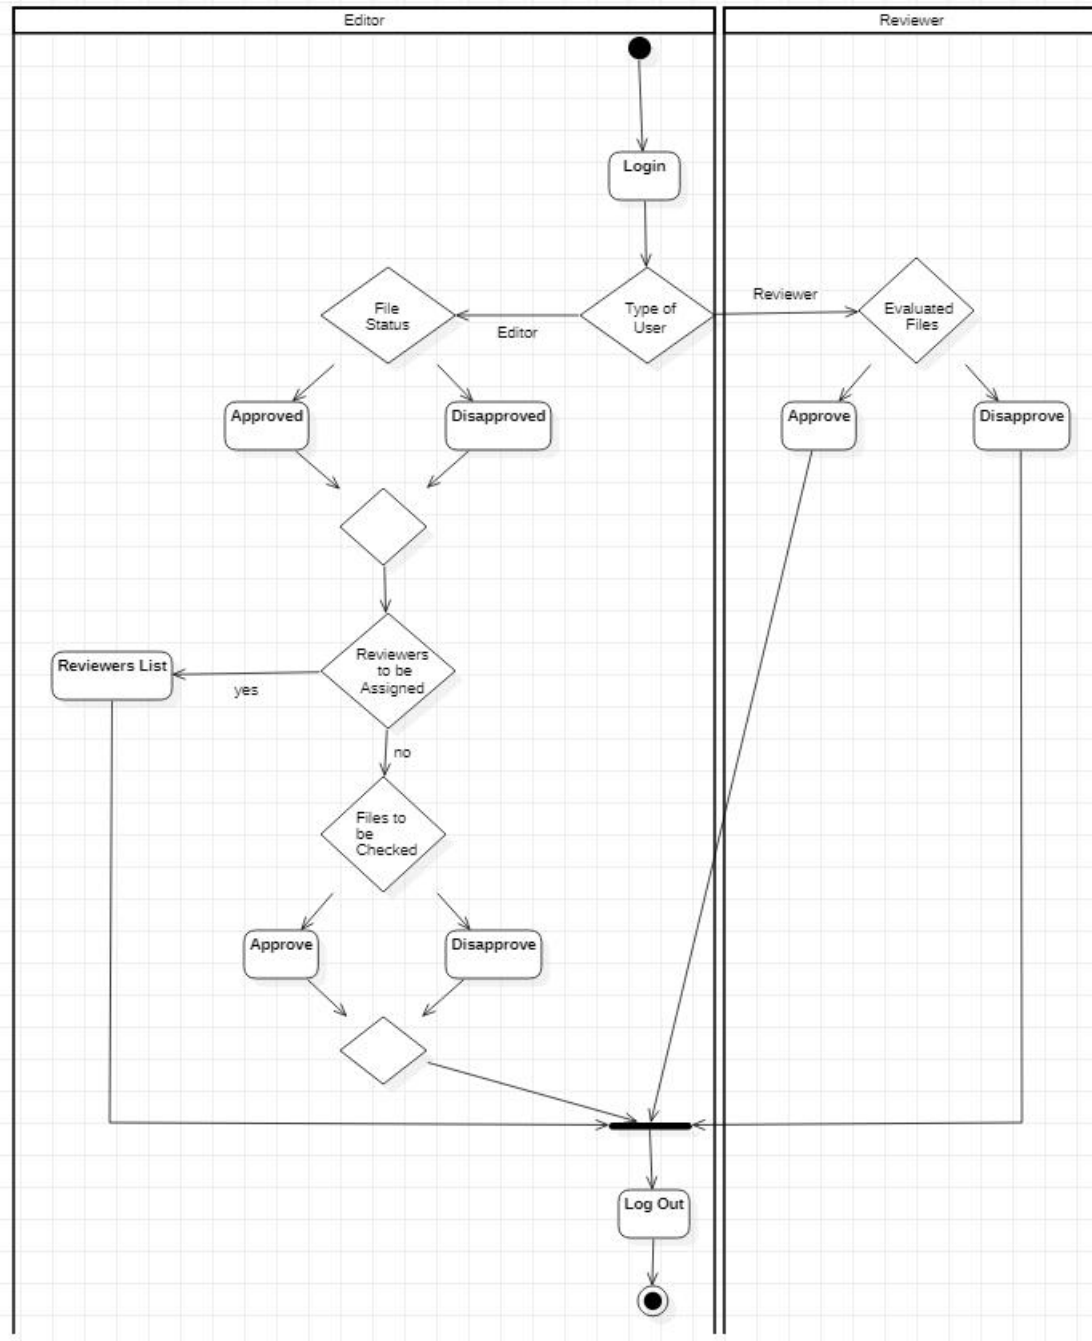 Editor
Reviewer
Login
File
Status
Editor
Type of
User
Reviewer
Evaluated
Files
Approved
Disapproved
Approve
Disapprove
Reviewers List
yes
Reviewers
to be
Assigned
no
Files to
be
Checked
Approve
Disapprove
Log Out